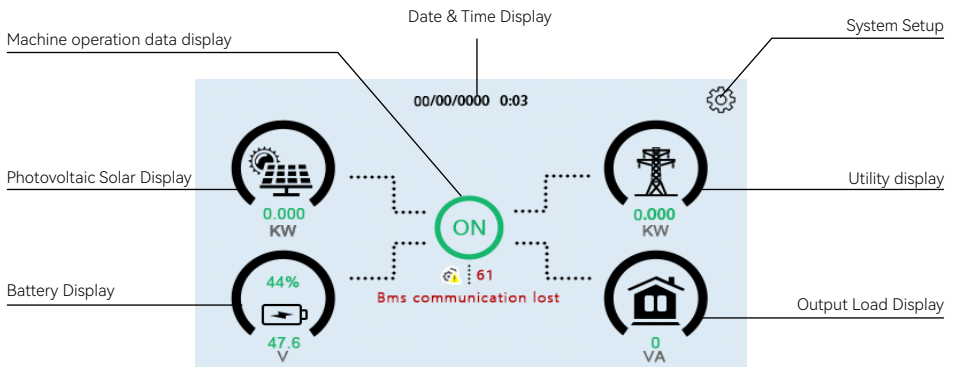 Date & Time Display
Machine operation data display
System Setup
00/00/0000 0:03
Photovoltaic Solar Display
Utility display
0.000
KW
ON
0.000
KW
44%
61
Bms communication lost
Battery Display
Output Load Display
47.6
V
0
VA